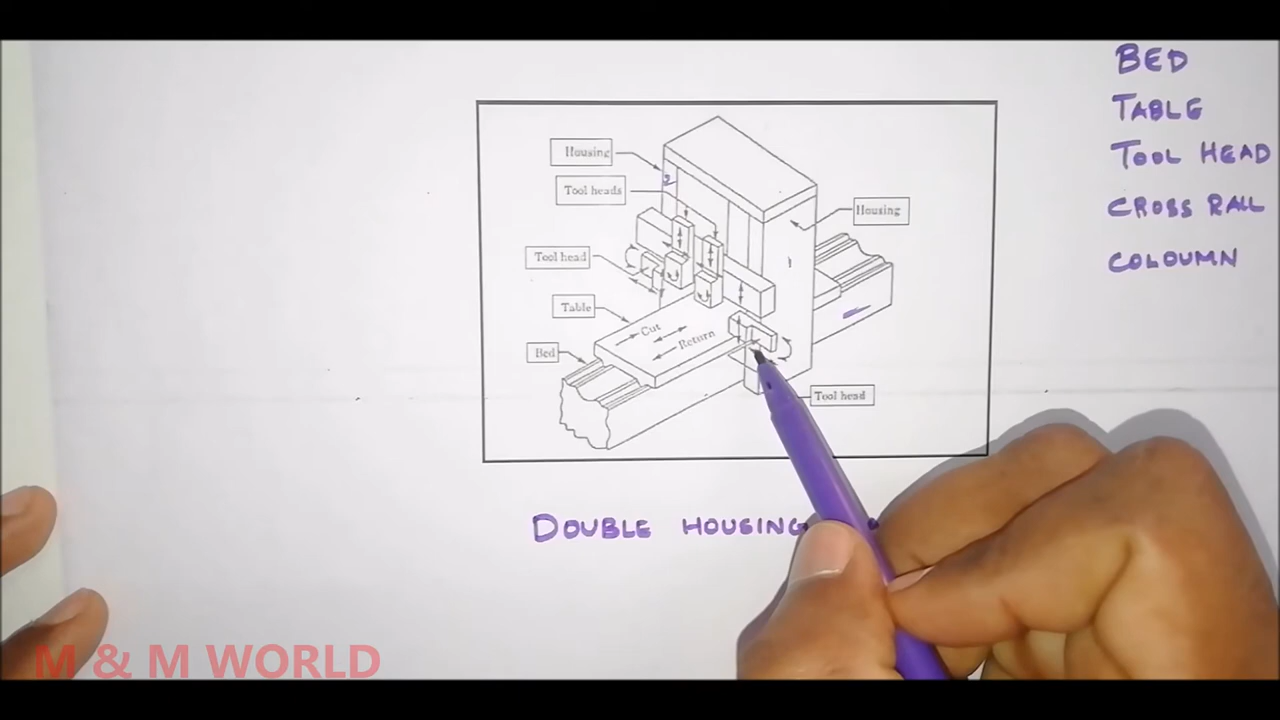 BED
TABLE
TOOL HEAD
CROSS RAIL
COLOUMN
Housing
Tool heads
Housing
Tool head
Table
Cut
Return
Bed
Tool head
DOUBLE HOUSING
M & M WORLD